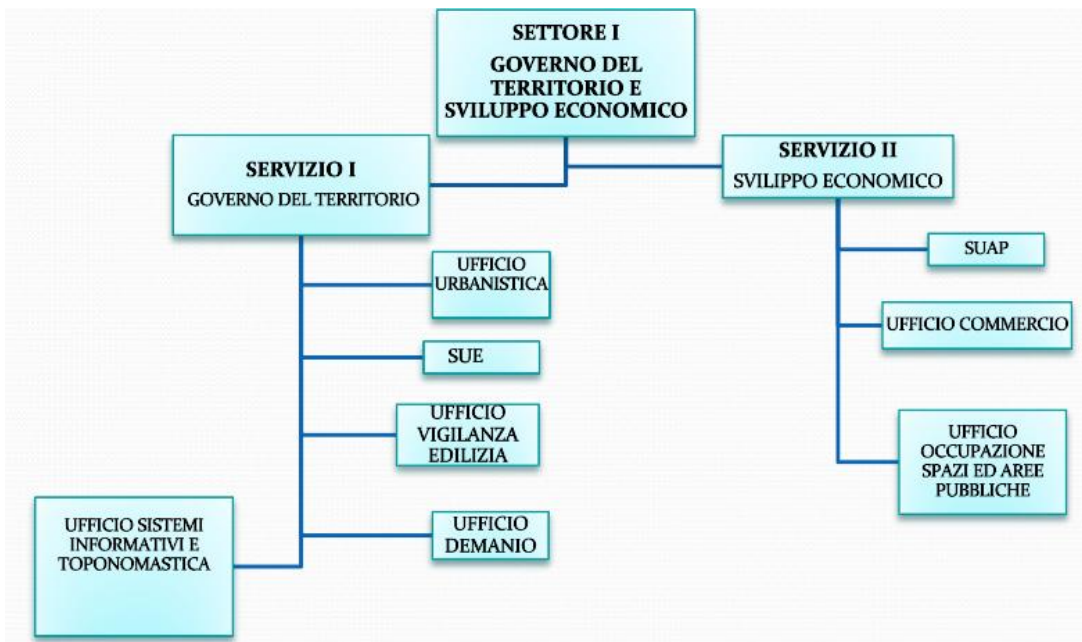 SETTORE I
GOVERNO DEL
TERRITORIO E
SVILUPPO ECONOMICO
SERVIZIO I
GOVERNO DEL TERRITORIO
SERVIZIO II
SVILIPPO ECONOMICO
UFFICIO
URBANISTICA
SUE
UFFICIO
VIGILANZA
EDILIZIA
UFFICIO
DEMANIO
UFFICIO SISTEMI
INFORMATIVI E
TOPONOMASTICA
SUAP
UFFICIO COMMERCIO
UFFICIO
OCCUPAZIONE
SPAZI ED AREE
PUBBLICHE